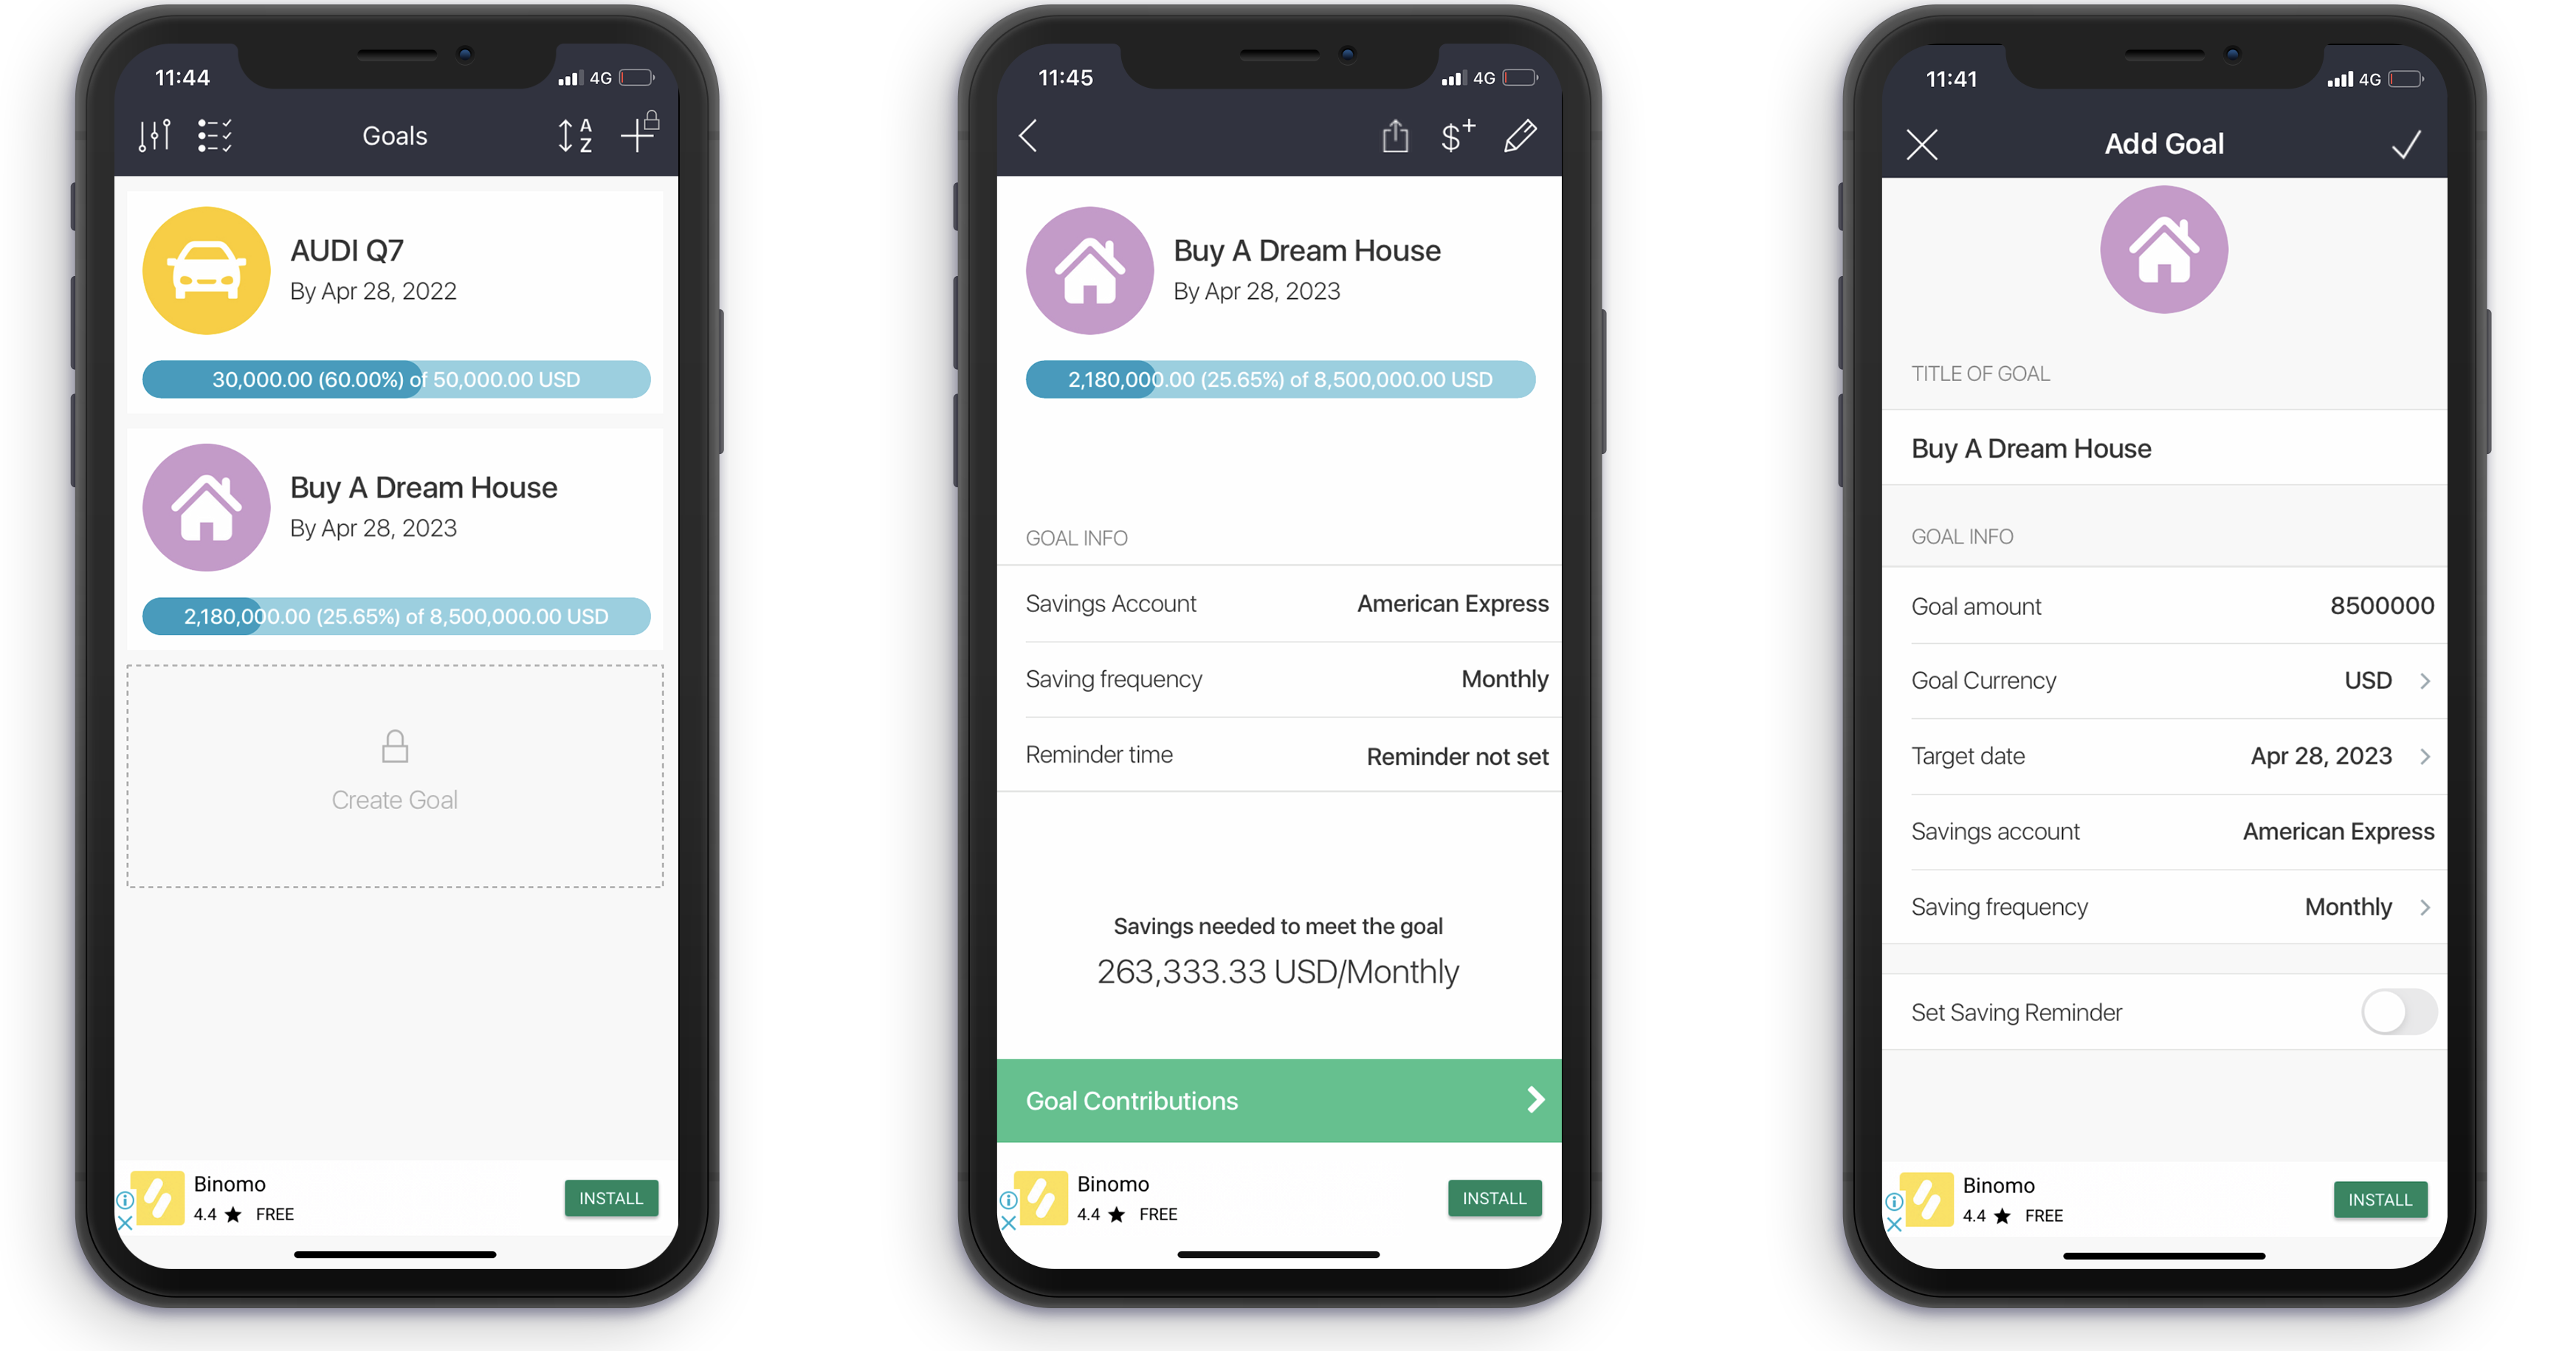 11:44
4G
Goals
A
Z
AUDI Q7
By Apr 28, 2022
30,000.00 (60.00%) of 50,000.00 USD
Buy A Dream House
By Apr 28, 2023
2,180,000.00 (25.65%) of 8,500,000.00 USD
Create Goal
Binomo
4.4 ★ FREE
INSTALL
11:45
4G
$+
Buy A Dream House
By Apr 28, 2023
2,180,000.00 (25.65%) of 8,500,000.00 USD
GOAL INFO
Savings Account American Express
Saving frequency Monthly
Reminder time Reminder not set
Savings needed to meet the goal
263,333.33 USD/Monthly
Goal Contributions
Binomo
4.4 ★ FREE
INSTALL
11:41
4G
Add Goal
TITLE OF GOAL
Buy A Dream House
GOAL INFO
Goal amount 8500000
Goal Currency USD
Target date Apr 28, 2023
Savings account American Express
Saving frequency Monthly
Set Saving Reminder
Binomo
4.4 ★ FREE
INSTALL